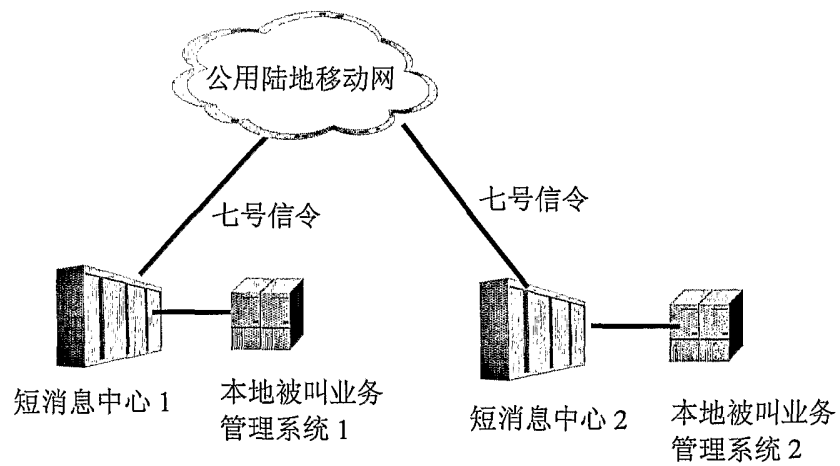 公用陆地移动网
七号信令
七号信令
短消息中心 1
本地被叫业务
管理系统 1
短消息中心 2
本地被叫业务
管理系统 2